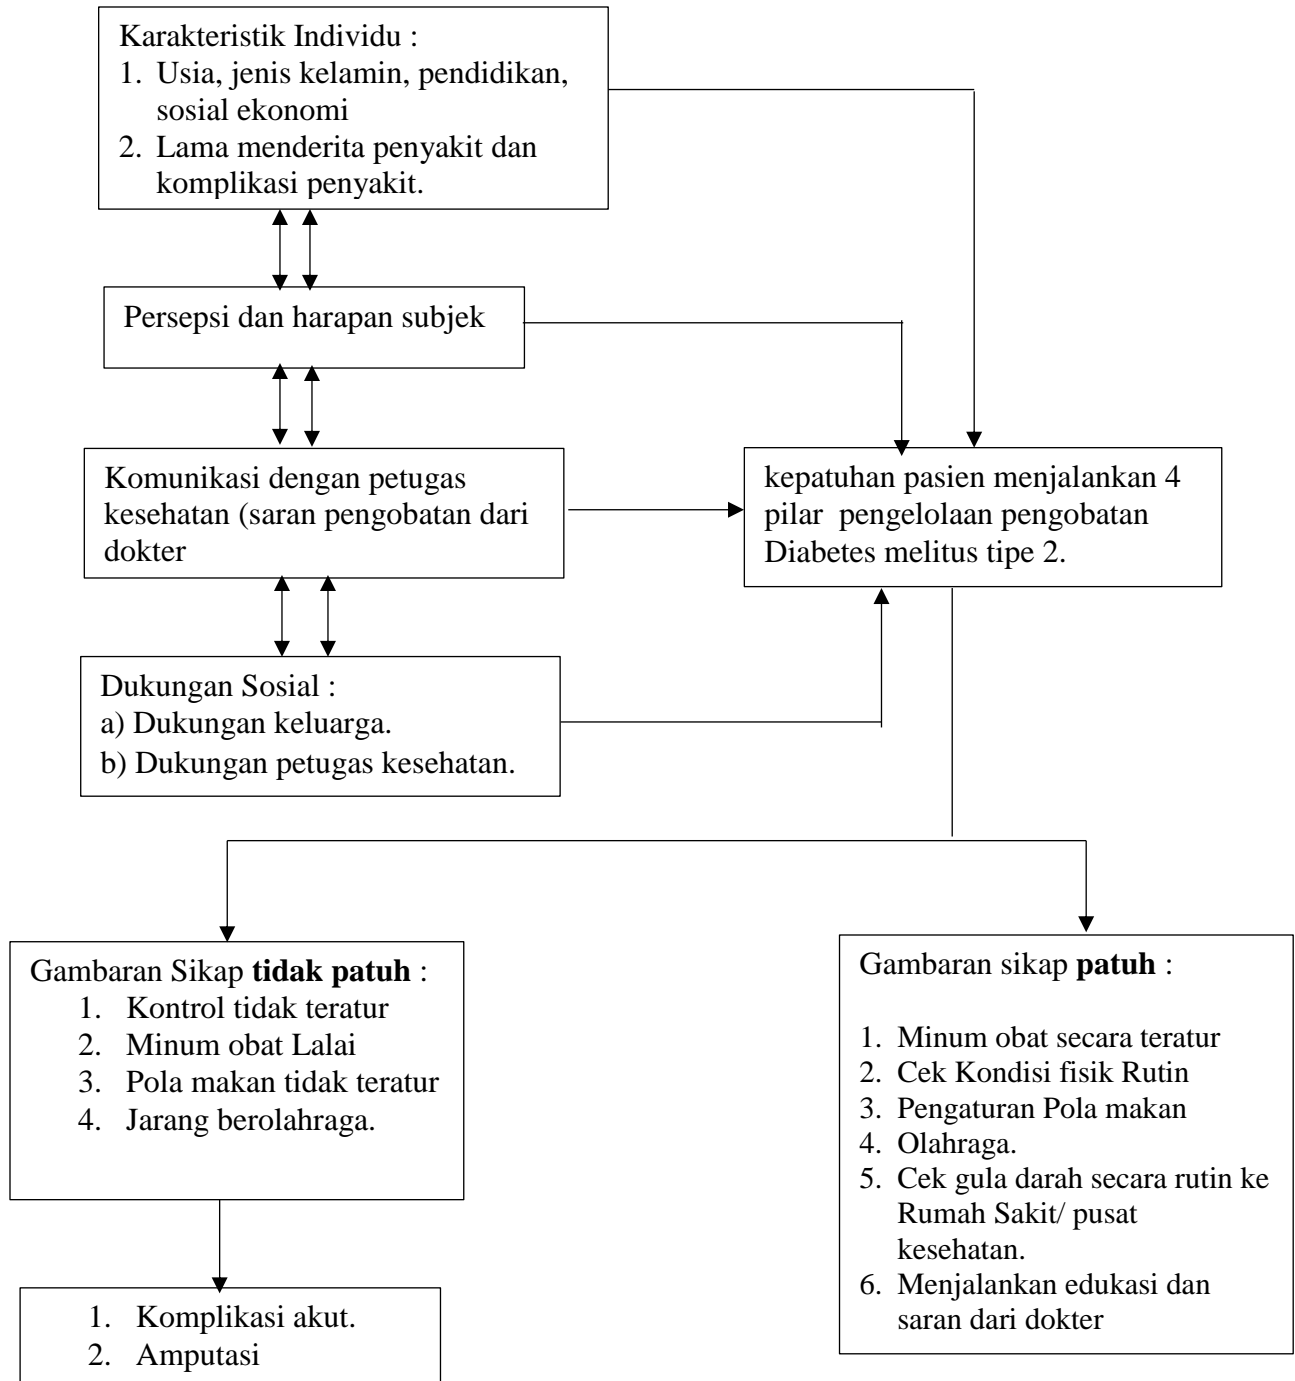 Karakteristik Individu :
1. Usia, jenis kelamin, pendidikan,
sosial ekonomi
2. Lama menderita penyakit dan
komplikasi penyakit.
Persepsi dan harapan subjek
Komunikasi dengan petugas
kesehatan (saran pengobatan dari
dokter
kepatuhan pasien menjalankan 4
pilar pengelolaan pengobatan
Diabetes melitus tipe 2.
Dukungan Sosial :
a) Dukungan keluarga.
b) Dukungan petugas kesehatan.
Gambaran Sikap tidak patuh :
1. Kontrol tidak teratur
2. Minum obat Lalai
3. Pola makan tidak teratur
4. Jarang berolahraga.
Gambaran sikap patuh :
1. Minum obat secara teratur
2. Cek Kondisi fisik Rutin
3. Pengaturan Pola makan
4. Olahraga.
5. Cek gula darah secara rutin ke
Rumah Sakit/ pusat
kesehatan.
6. Menjalankan edukasi dan
saran dari dokter
1. Komplikasi akut.
2. Amputasi